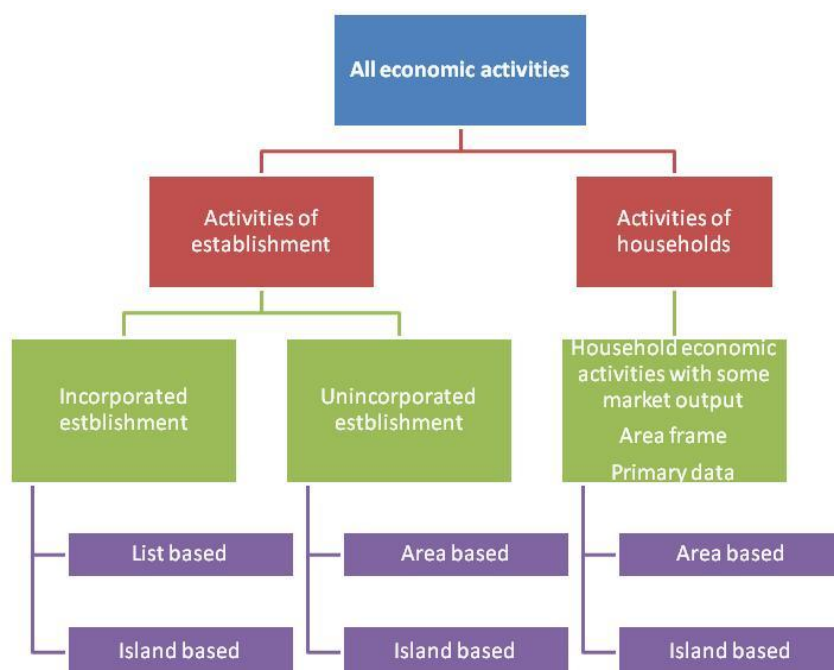 All economic activities
Activities of
establishment
Activities of
households
Incorporated
estblishment
Unincorporated
estblishment
Household economic
activities with some
market output
Area frame
Primary data
List based
Area based
Area based
Island based
Island based
Island based